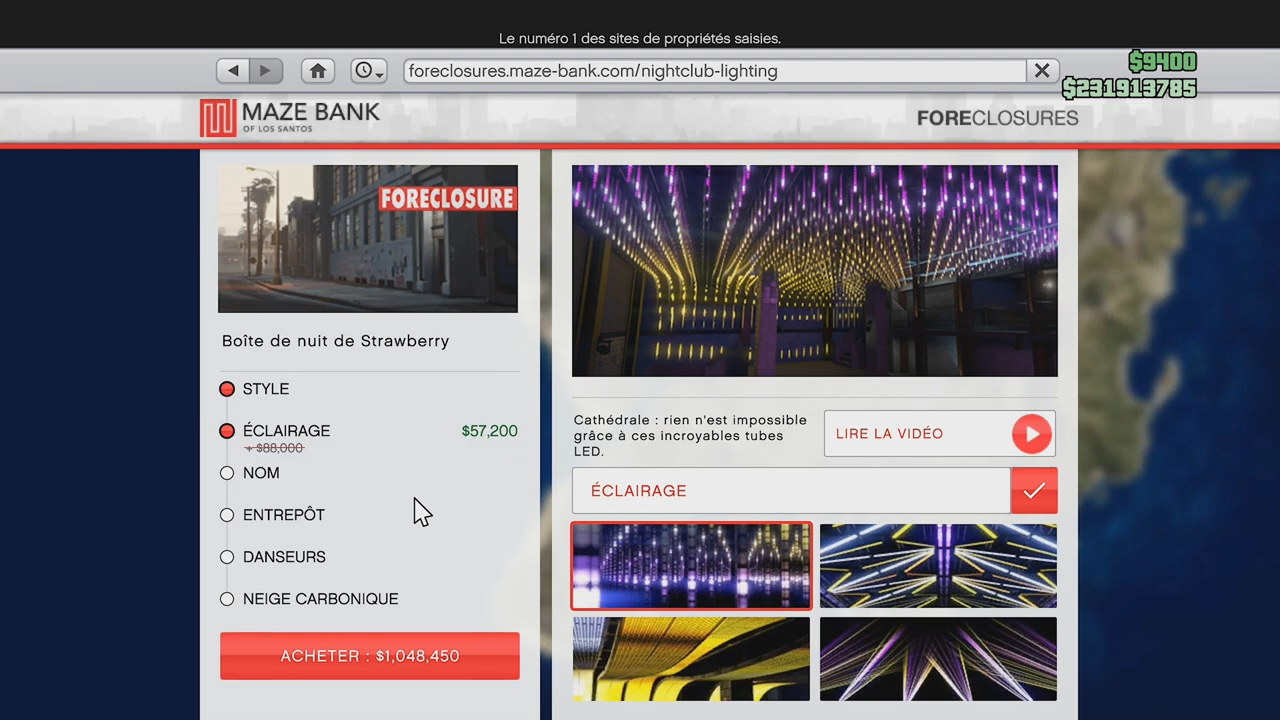 Le numéro 1 des sites de propriétés saisies.
foreclosures.maze-bank.com/nightclub-lighting
$9400
$231913785
MAZE BANK
OF LOS SANTOS
FORECLOSURES
FORECLOSURE
Boîte de nuit de Strawberry
STYLE
ÉCLAIRAGE $57,200
+ $88,000
NOM
ENTREPÔT
DANSEURS
NEIGE CARBONIQUE
ACHETER : $1,048,450
Cathédrale : rien n'est impossible
grâce à ces incroyables tubes
LED.
LIRE LA VIDÉO
ÉCLAIRAGE